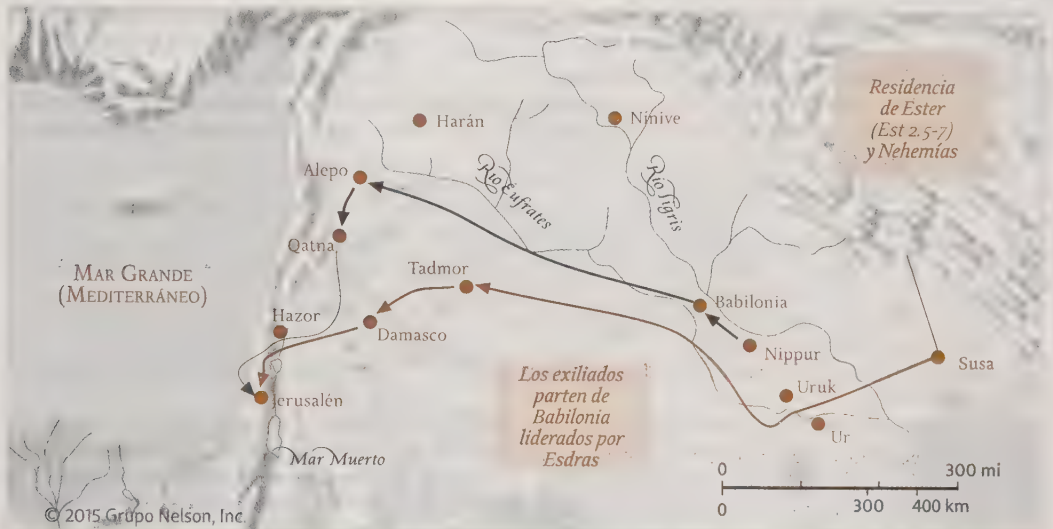 Residencia
de Ester
(Est 2.5-7)
y Nehemías
Harán
Nínive
Alepo
Río Eufrates
Río Tigris
Qatna
MAR GRANDE
(MEDITERRÁNEO)
Tadmor
Babilonia
Hazor
Damasco
Nippur
Susa
Los exiliados
parten de
Babilonia
liderados por
Esdras
Uruk
Jerusalén
Ur
Mar Muerto
0 300 mi
0 300 400 km
© 2015 Grupo Nelson, Inc.